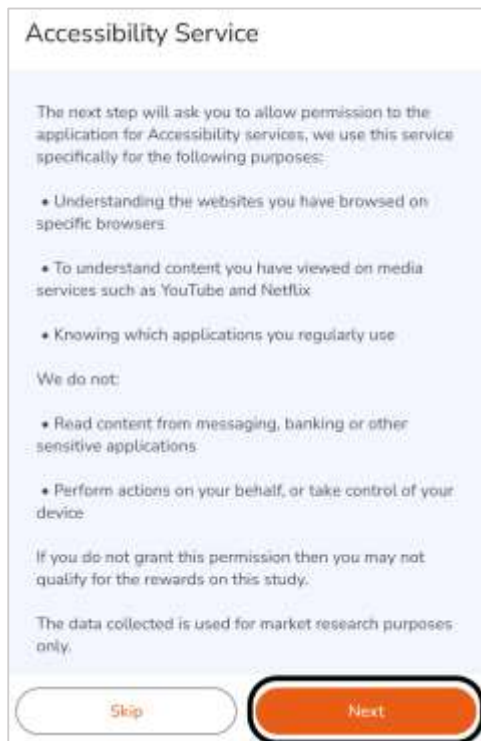 Accessibility Service
The next step will ask you to allow permission to the
application for Accessibility services, we use this service
specifically for the following purposes:
• Understanding the websites you have browsed on
specific browsers
• To understand content you have viewed on media
services such as YouTube and Netflix
• Knowing which applications you regularly use
We do not:
• Read content from messaging, banking or other
sensitive applications
• Perform actions on your behalf, or take control of your
device
If you do not grant this permission then you may not
qualify for the rewards on this study.
The data collected is used for market research purposes
only.
Skip
Next